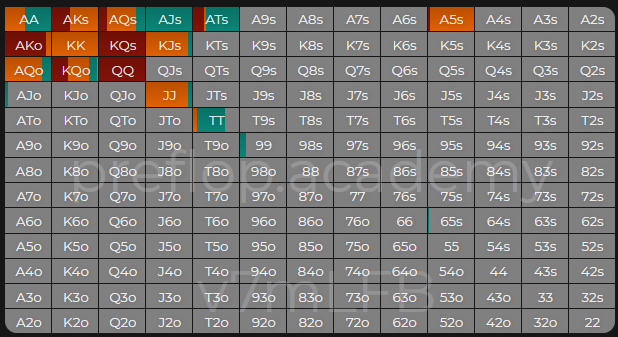 AA AKs AQs AJs ATs A9s A8s A7s A6s A5s A4s A3s A2s
AKo KK KQs KJs KTs K9s K8s K7s K6s K5s K4s K3s K2s
AQo KQo QQ QJs QTs Q9s Q8s Q7s Q6s Q5s Q4s Q3s Q2s
AJo KJo QJo JJ JTs J9s J8s J7s J6s J5s J4s J3s J2s
ATo KTo QTo JTo TT T9s T8s T7s T6s T5s T4s T3s T2s
A9o K9o Q9o J9o T9o 99 98s 97s 96s 95s 94s 93s 92s
A8o K8o Q8o J8o T8o 98o 88 87s 86s 85s 84s 83s 82s
preflop.academy
A7o K7o Q7o J7o T7o 97o 87o 77 76s 75s 74s 73s 72s
A6o K6o Q6o J6o T6o 96o 86o 76o 66 65s 64s 63s 62s
A5o K5o Q5o J5o T5o 95o 85o 75o 65o 55 54s 53s 52s
A4o K4o Q4o J4o T4o 94o 84o 74o 64o 54o 44 43s 42s
v7mLFB
A3o K3o Q3o J3o T3o 93o 83o 73o 63o 53o 43o 33 32s
A2o K2o Q2o J2o T2o 92o 82o 72o 62o 52o 42o 32o 22